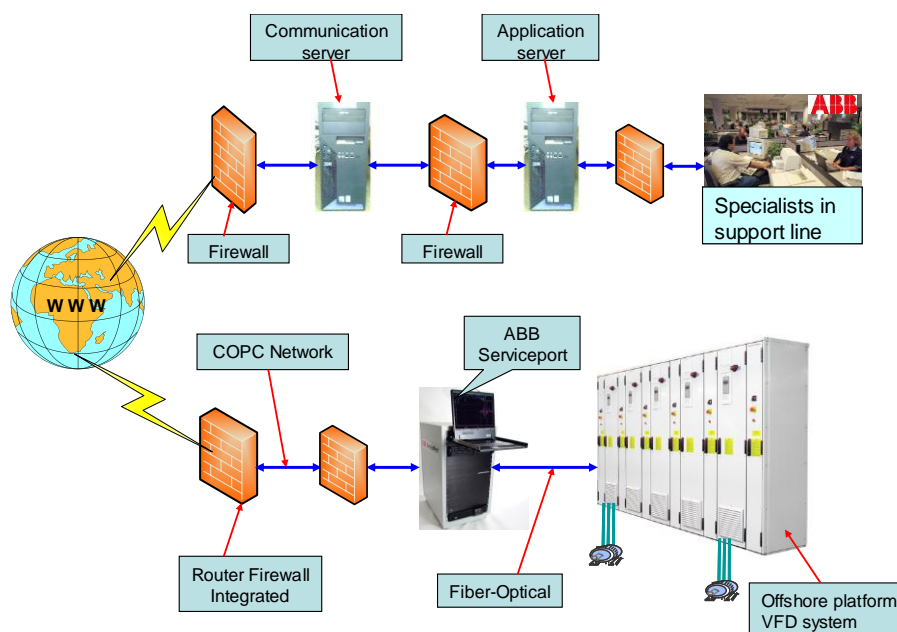 Communication
server
Application
server
ABB
Firewall
Firewall
Specialists in
support line
W W W
COPC Network
ABB
Serviceport
Router Firewall
Integrated
Fiber-Optical
Offshore platform
VFD system